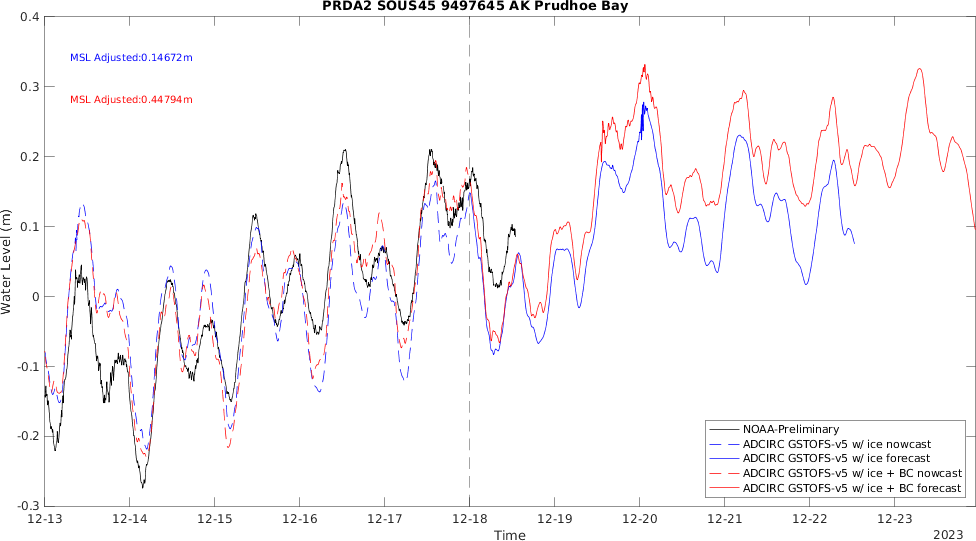 PRDA2 SOUS45 9497645 AK Prudhoe Bay
0.4
MSL Adjusted:0.14672m
0.3
MSL Adjusted:0.44794m
0.2
0.1
Water Level (m)
0
-0.1
-0.2
-0.3
NOAA-Preliminary
ADCIRC GSTOFS-v5 w/ ice nowcast
ADCIRC GSTOFS-v5 w/ ice forecast
ADCIRC GSTOFS-v5 w/ ice + BC nowcast
ADCIRC GSTOFS-v5 w/ ice + BC forecast
12-13 12-14 12-15 12-16 12-17 12-18 12-19 12-20 12-21 12-22 12-23
Time
2023